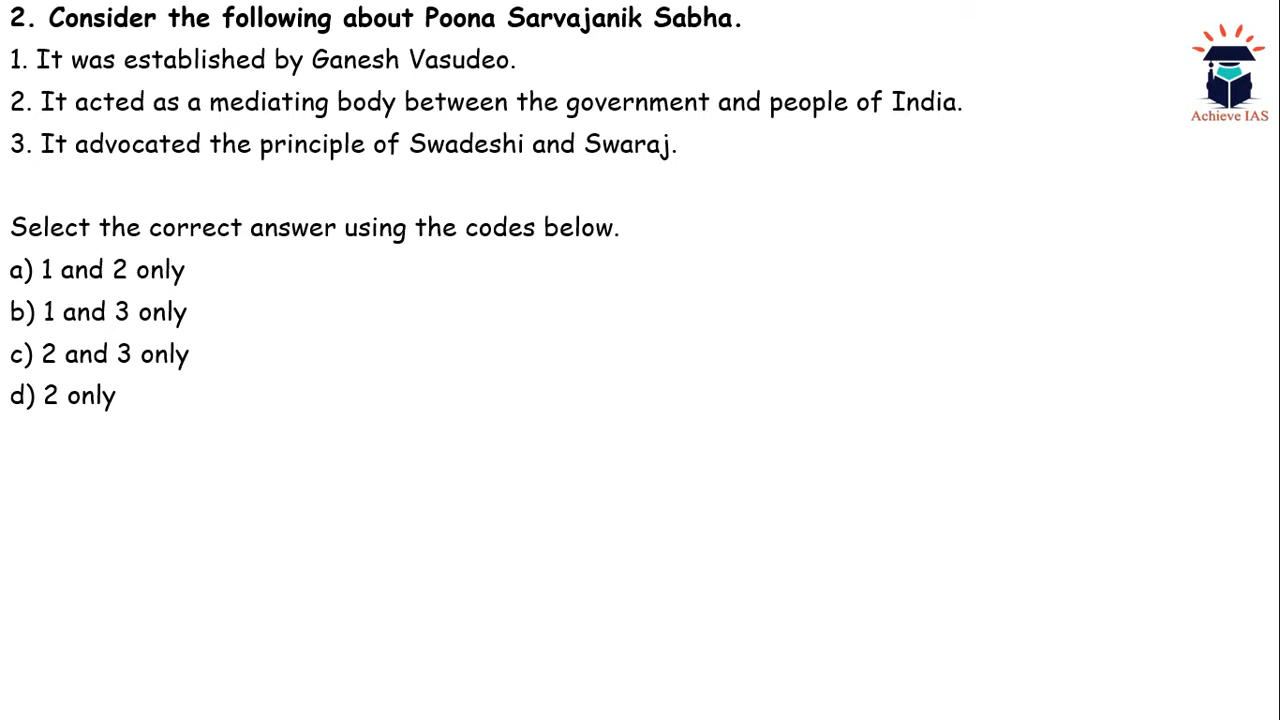 2. Consider the following about Poona Sarvajanik Sabha.
1. It was established by Ganesh Vasudeo.
2. It acted as a mediating body between the government and people of India.
3. It advocated the principle of Swadeshi and Swaraj.
Select the correct answer using the codes below.
a) 1 and 2 only
b) 1 and 3 only
c) 2 and 3 only
d) 2 only
Achieve IAS